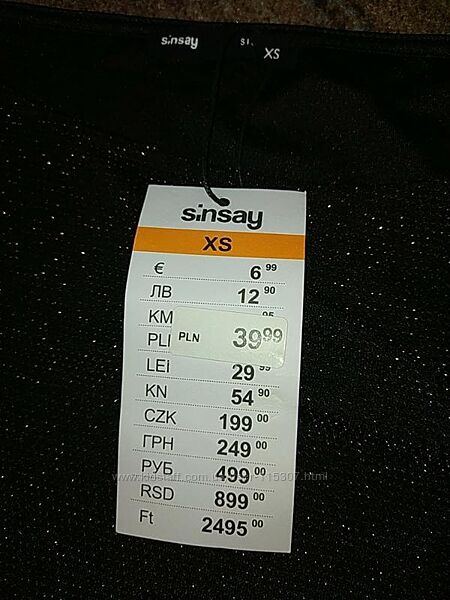 sinsay XS
sinsay
XS
€ 6 99
ЛВ 12 90
KM 95
PLN 39 99
LEI 29 99
KN 54 90
CZK 199 00
ГРН 249 00
РУБ 499 00
RSD 899 00
Ft 2495 00